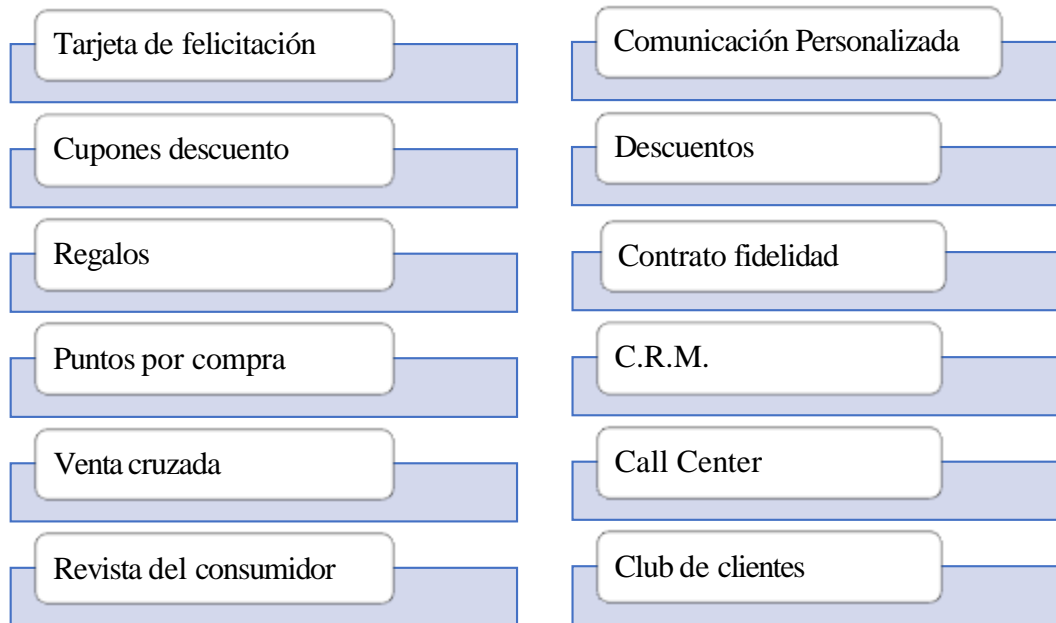 Tarjeta de felicitación
Cupones descuento
Regalos
Puntos por compra
Venta cruzada
Revista del consumidor
Comunicación Personalizada
Descuentos
Contrato fidelidad
C.R.M.
Call Center
Club de clientes